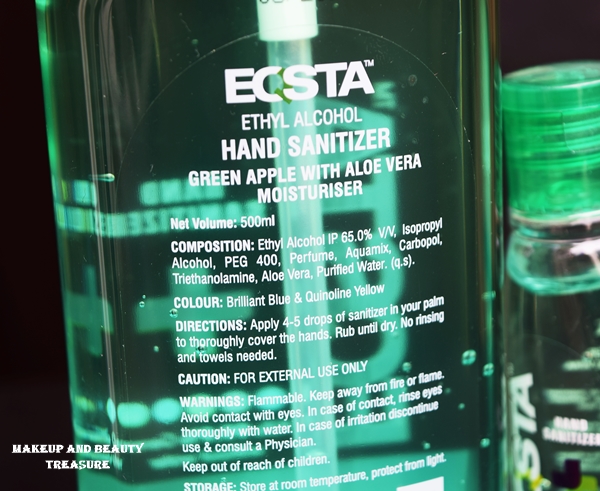 ECSTA™
ETHYL ALCOHOL
HAND SANITIZER
GREEN APPLE WITH ALOE VERA
MOISTURISER
Net Volume: 500ml
COMPOSITION: Ethyl Alcohol IP 65.0% V/V, Isopropyl
Alcohol, PEG 400, Perfume, Aquamix, Carbopol,
Triethanolamine, Aloe Vera, Purified Water. (q.s).
COLOUR: Brilliant Blue & Quinoline Yellow
DIRECTIONS: Apply 4-5 drops of sanitizer in your palm
to thoroughly cover the hands. Rub until dry. No rinsing
and towels needed.
CAUTION: FOR EXTERNAL USE ONLY
WARNINGS: Flammable. Keep away from fire or flame.
Avoid contact with eyes. In case of contact, rinse eyes
thoroughly with water. In case of irritation discontinue
use & consult a Physician.
Keep out of reach of children.
STORAGE: Store at room temperature, protect from light.
MAKEUP AND BEAUTY
TREASURE
STA
HAND
SANITIZER